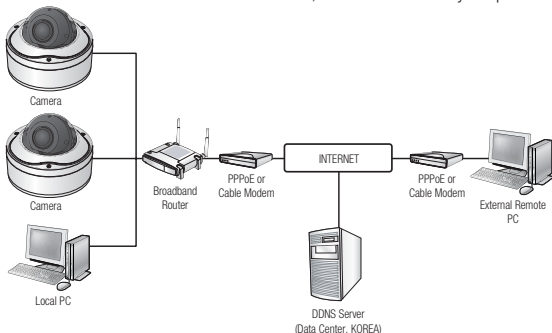 Camera
Camera
Local PC
Broadband
Router
PPPoE or
Cable Modem
INTERNET
PPPoE or
Cable Modem
External Remote
PC
DDNS Server
(Data Center, KOREA)